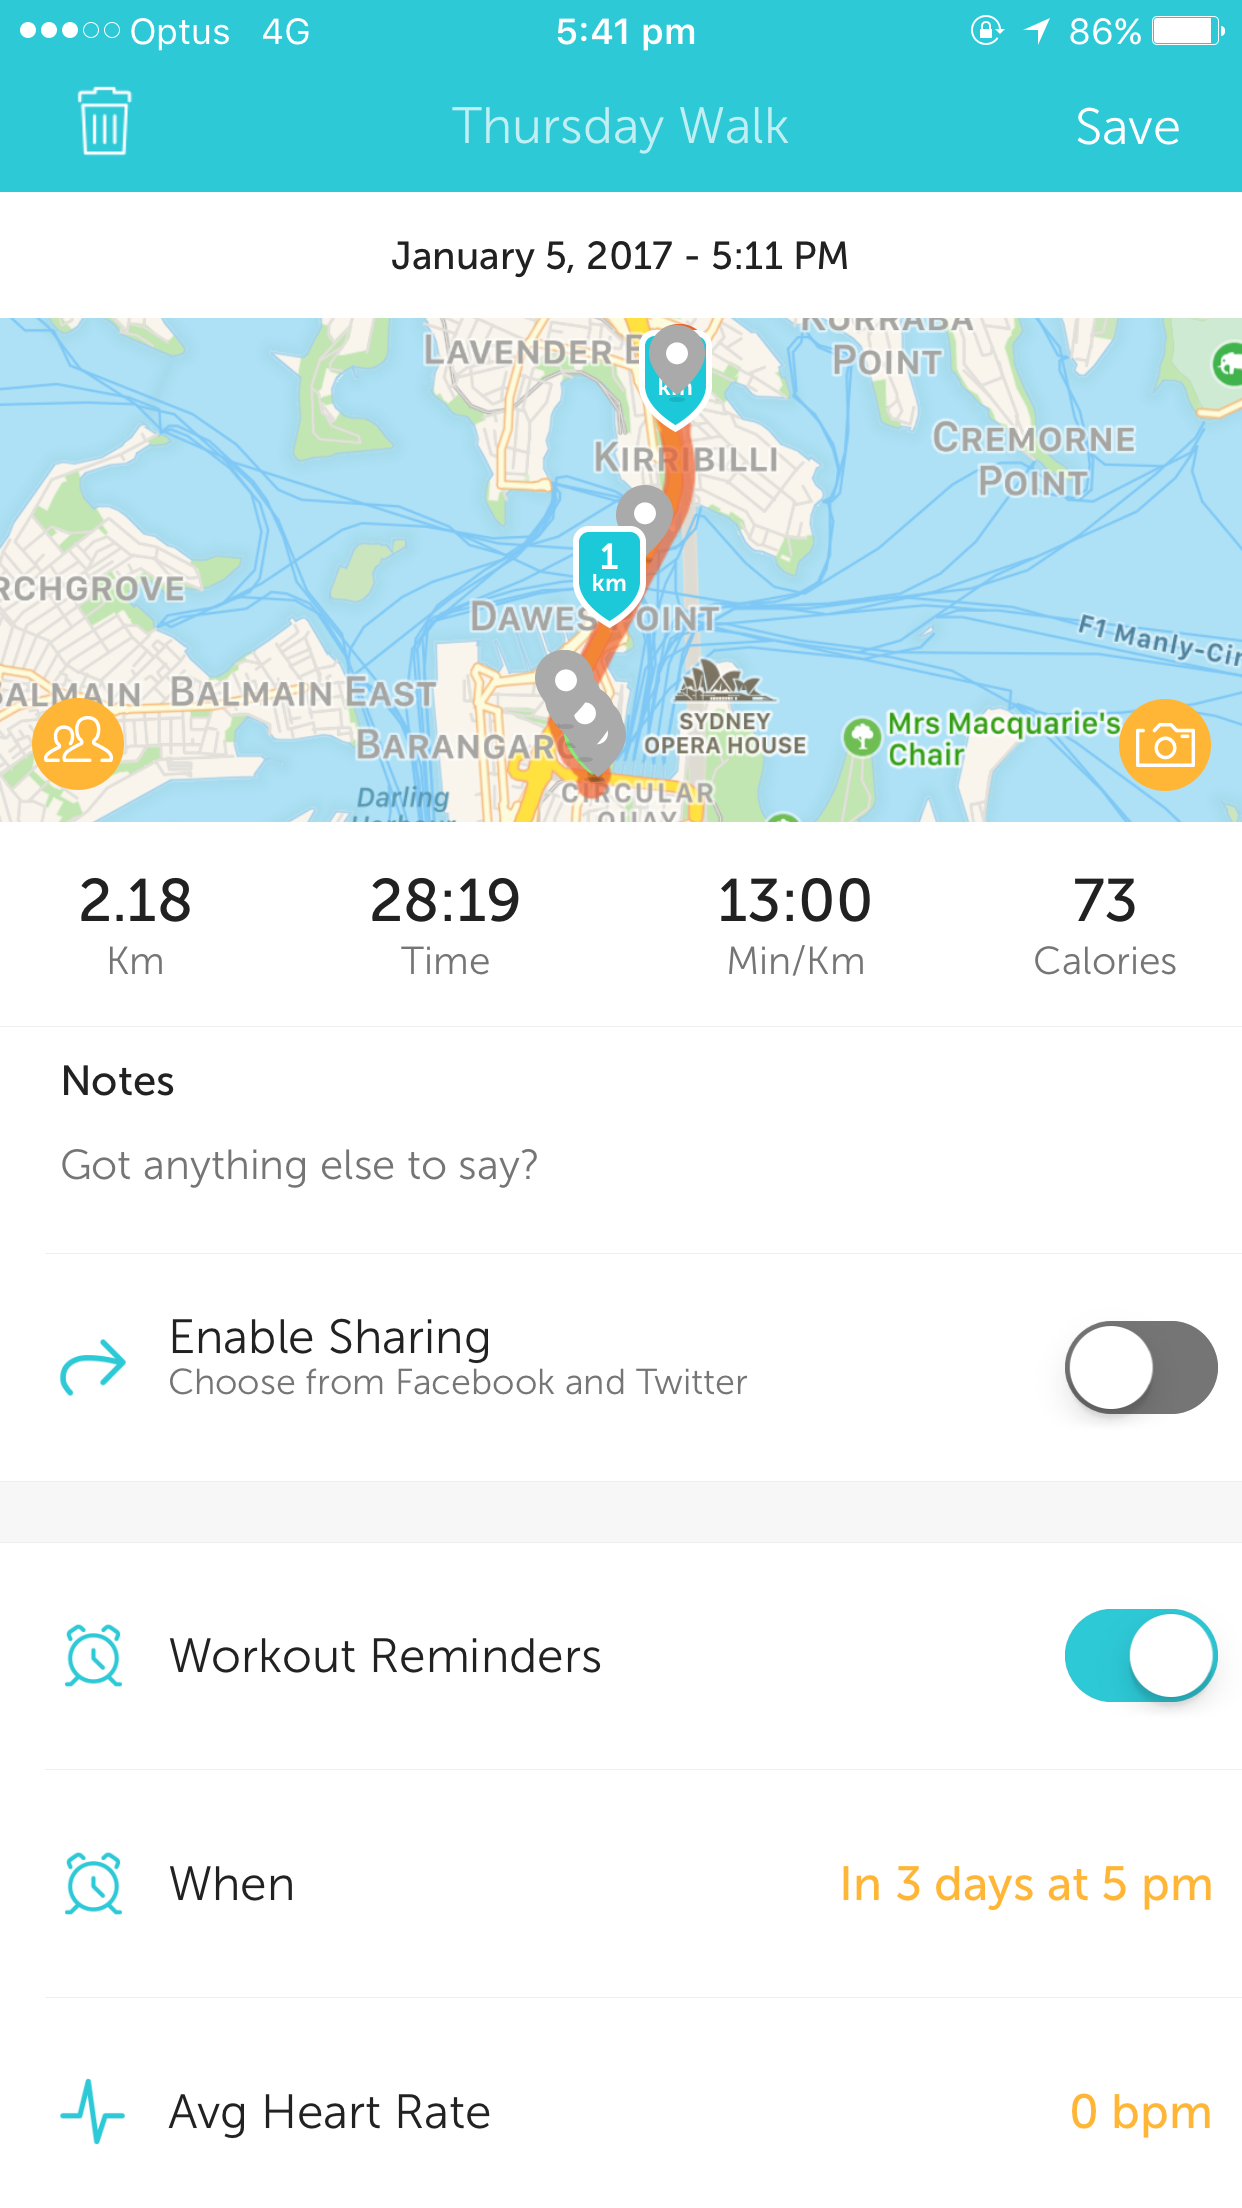 Optus 4G 5:41 pm 86%
Thursday Walk Save
January 5, 2017 - 5:11 PM
KURRABA
POINT
LAVENDER
CREMORNE
POINT
KIRRIBILLI
km
1
km
RCHGROVE
DAWES POINT
F1 Manly-Cir
BALMAIN
BALMAIN EAST
SYDNEY
OPERA HOUSE
Mrs Macquarie's
Chair
BARANGAR
Darling
Harbour
CIRCULAR
QUAY
2.18 28:19 13:00 73
Km Time Min/Km Calories
Notes
Got anything else to say?
Enable Sharing
Choose from Facebook and Twitter
Workout Reminders
When In 3 days at 5 pm
Avg Heart Rate 0 bpm